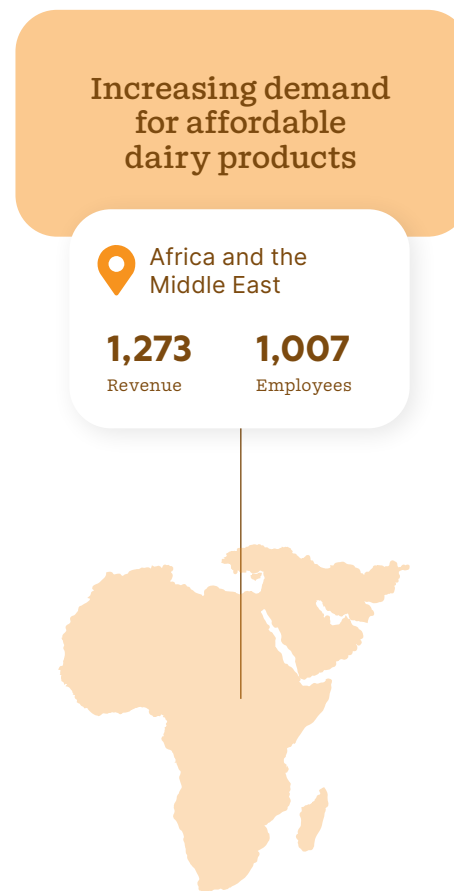 Increasing demand
for affordable
dairy products
Africa and the
Middle East
1,273 1,007
Revenue Employees